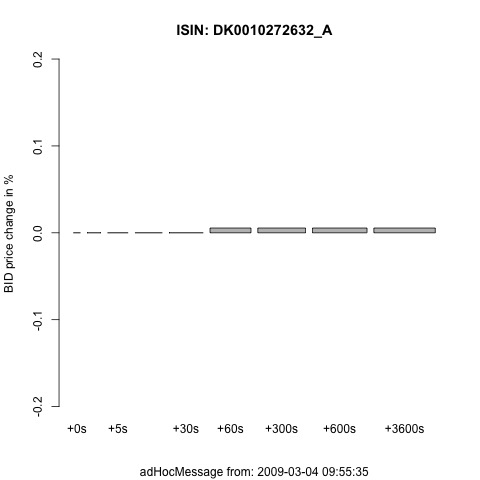 ISIN: DK0010272632_A
BID price change in %
0.2
0.1
0.0
-0.1
-0.2
+0s +5s +30s +60s +300s +600s +3600s
adHocMessage from: 2009-03-04 09:55:35